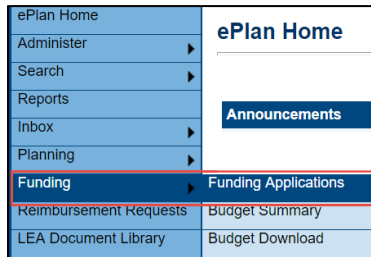 ePlan Home
ePlan Home
Administer
Search
Reports
Announcements
Inbox
Planning
Funding
Funding Applications
Reimbursement Requests
Budget Summary
LEA Document Library
Budget Download